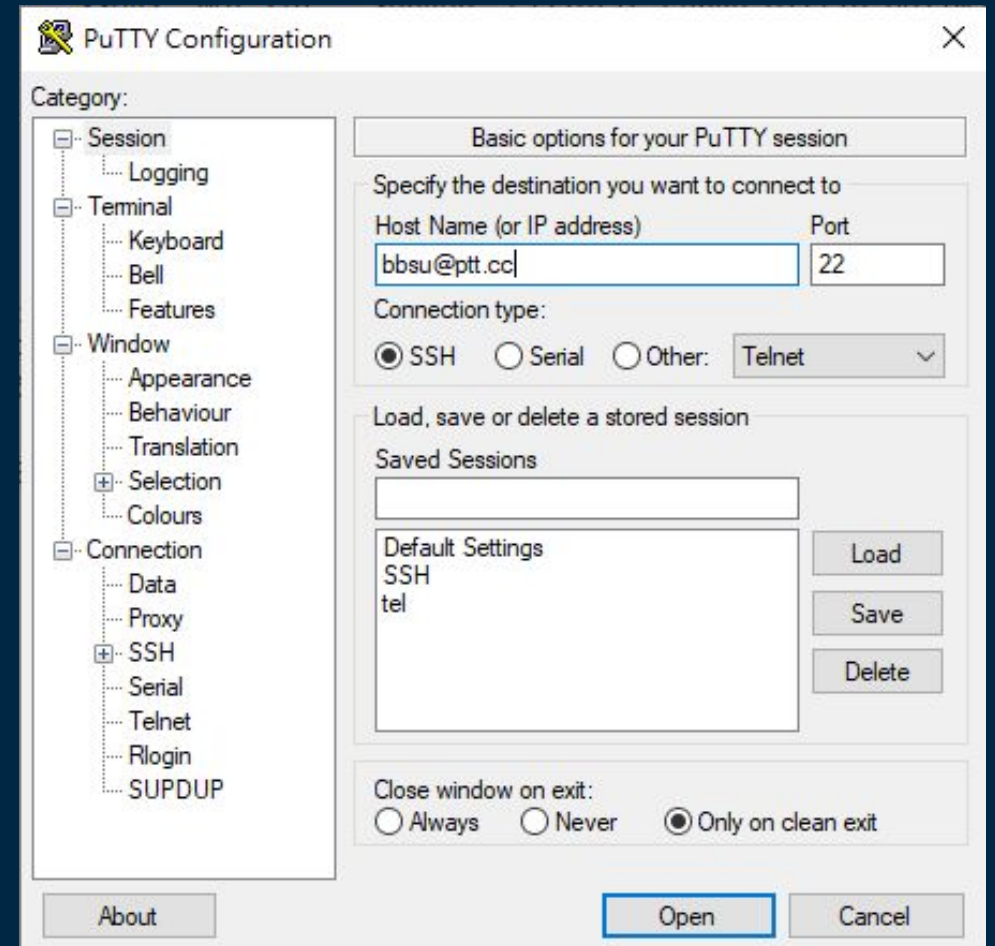 PuTTY Configuration
Category:
Session
Logging
Terminal
Keyboard
Bell
Features
Window
Appearance
Behaviour
Translation
Selection
Colours
Connection
Data
Proxy
SSH
Serial
Telnet
Rlogin
SUPDUP
Basic options for your PuTTY session
Specify the destination you want to connect to
Host Name (or IP address) Port
bbsu@ptt.cc 22
Connection type:
SSH Serial Other: Telnet
Load, save or delete a stored session
Saved Sessions
Default Settings
SSH
tel
Load
Save
Delete
Close window on exit:
Always Never Only on clean exit
About Open Cancel